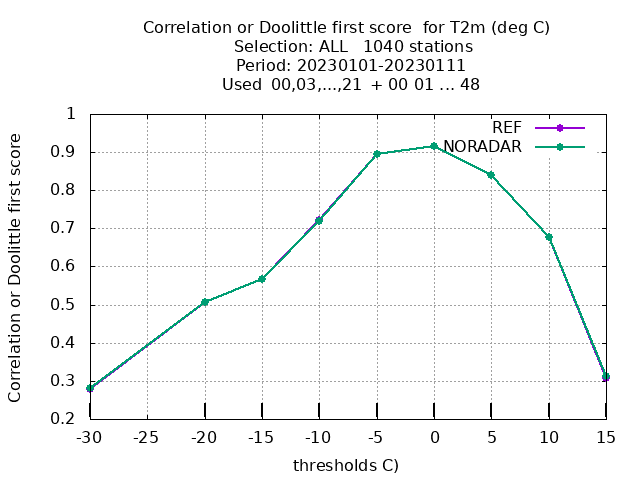 Correlation or Doolittle first score  for T2m (deg C)
Selection: ALL   1040 stations
Period: 20230101-20230111
Used  00,03,...,21  + 00 01 ... 48
Correlation or Doolittle first score
1
0.9
0.8
0.7
0.6
0.5
0.4
0.3
0.2
REF
NORADAR
-30
-25
-20
-15
-10
-5
0
5
10
15
thresholds C)